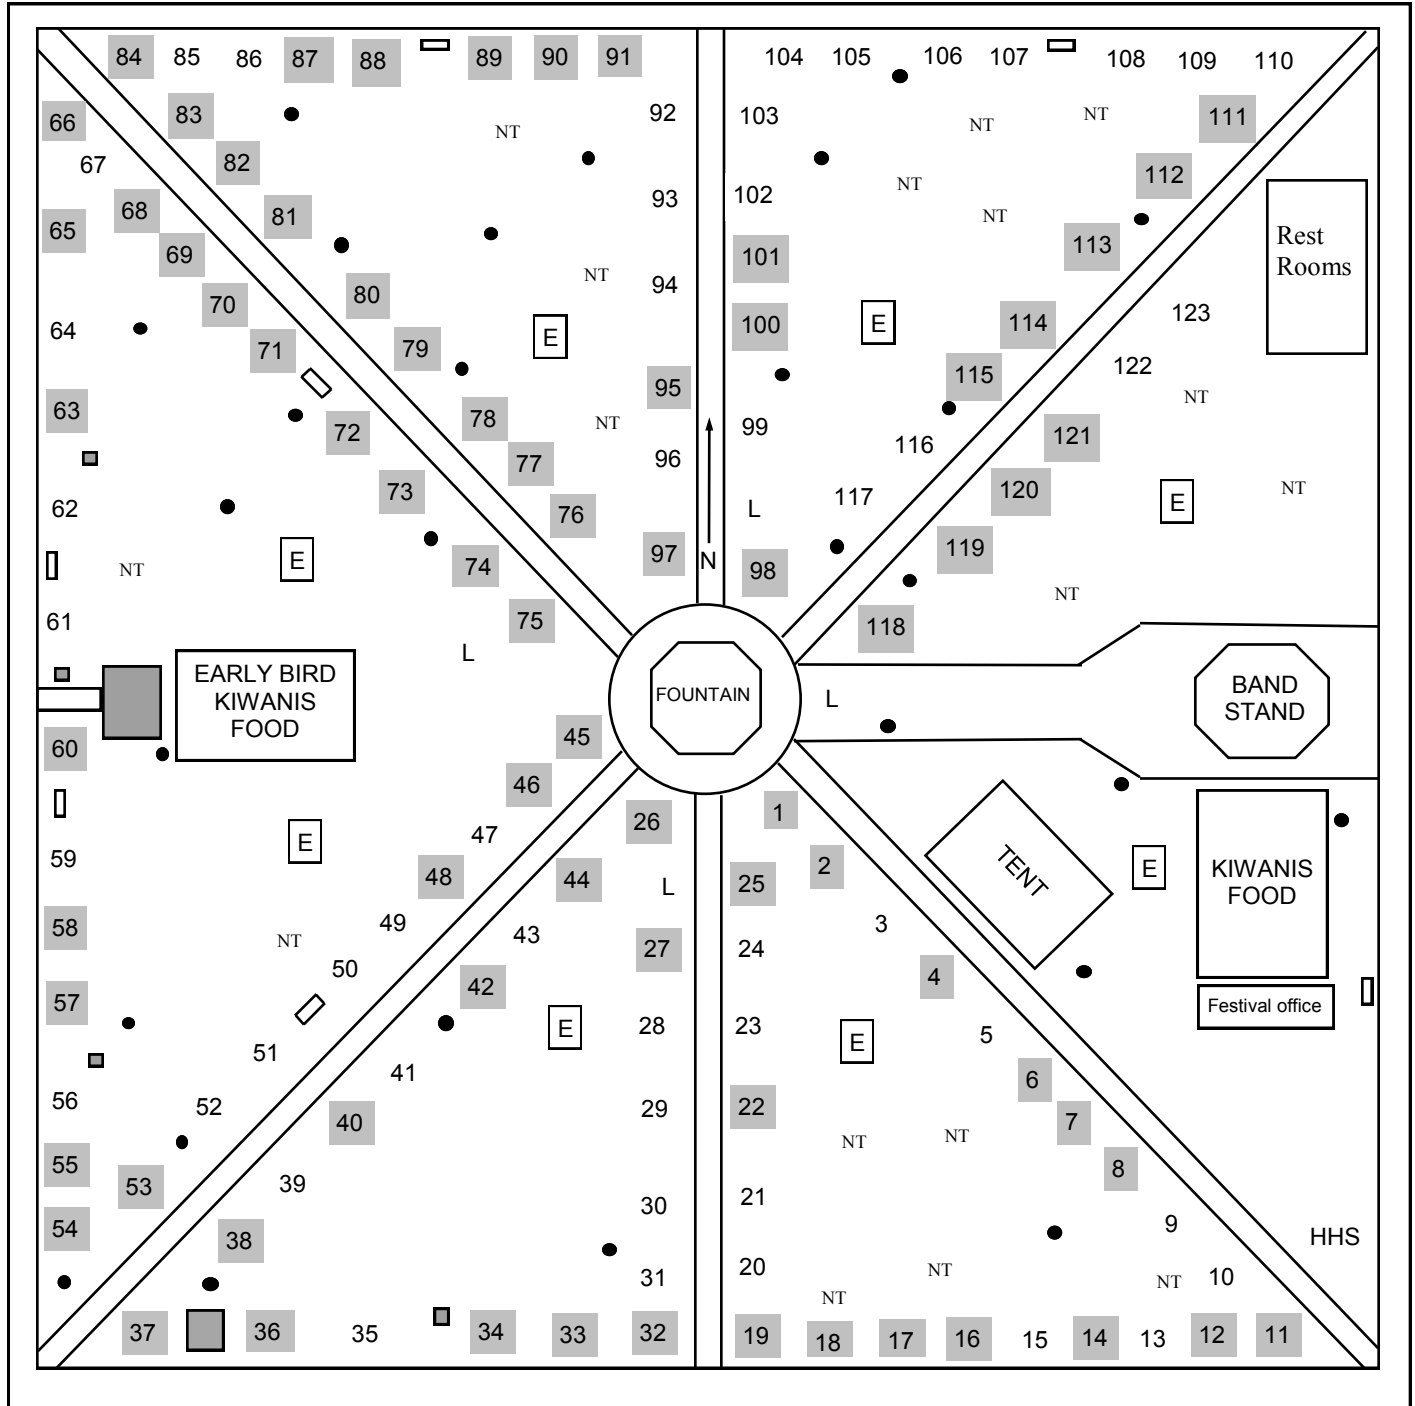 84 85 86 87 88 89 90 91 104 105 106 107 108 109 110
66 83 NT 92 103 NT NT 111
67 82 112
68 81 93 102 NT NT
65 69 101 113 Rest
Rooms
70 80 NT 94
64 71 79 E 100 E 114 123
63 72 78 NT 95 99 115 122 NT
73 77 96 116 121
62 76 L 117 120 E NT
NT E 74 97 N 98 119 NT
61 75 118
L
EARLY BIRD
KIWANIS
FOOD
FOUNTAIN
L
BAND
STAND
60 45
46 26 1
59 E 47 48 44 L 25 2 TENT E KIWANIS
FOOD
58 NT 49 43 27 24 3
57 50 42 E 28 23 E 4 Festival office
51 41 5
56 52 40 29 22 6
NT NT 7
55 53 39 30 21 8
54 38 31 20 NT NT NT 9 10 HHS
37 36 35 34 33 32 19 18 17 16 15 14 13 12 11